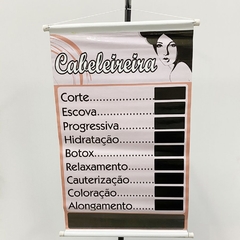 Cabeleireira
Corte..................
Escova................
Progressiva..........
Hidratação...........
Botox..................
Relaxamento........
Cauterização........
Coloração............
Alongamento........